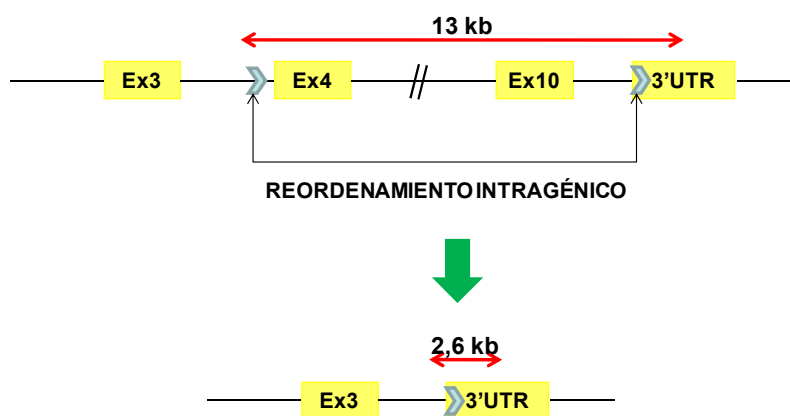 13 kb
Ex3 Ex4 // Ex10 3'UTR
REORDENAMIENTO INTRAGÉNICO
2,6 kb
Ex3 3'UTR